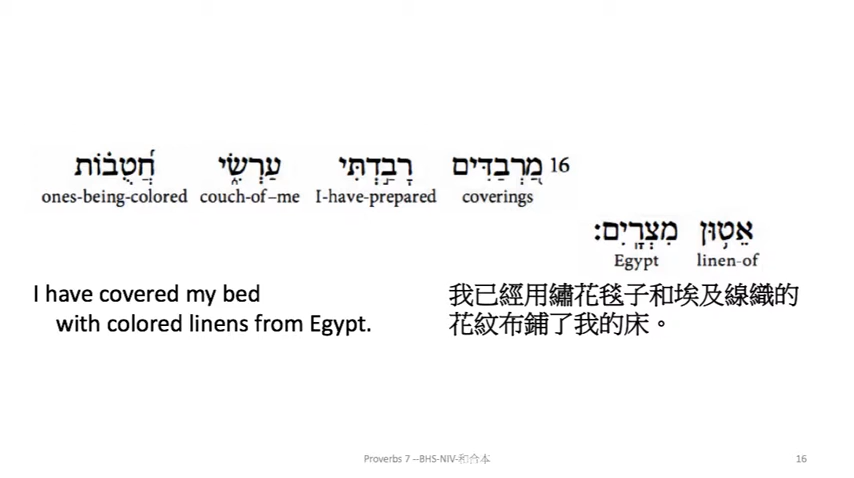 16 מַ֭רְבַדִּים רָבַ֣דְתִּי עַרְשִׂ֑י חֲ֝טֻב֗וֹת
ones-being-colored couch-of–me I-have-prepared coverings
אֵט֥וּן מִצְרָֽיִם׃
Egypt linen-of
I have covered my bed
with colored linens from Egypt.
我已經用繡花毯子和埃及線織的
花紋布鋪了我的床。
Proverbs 7 --BHS-NIV-和合本
16